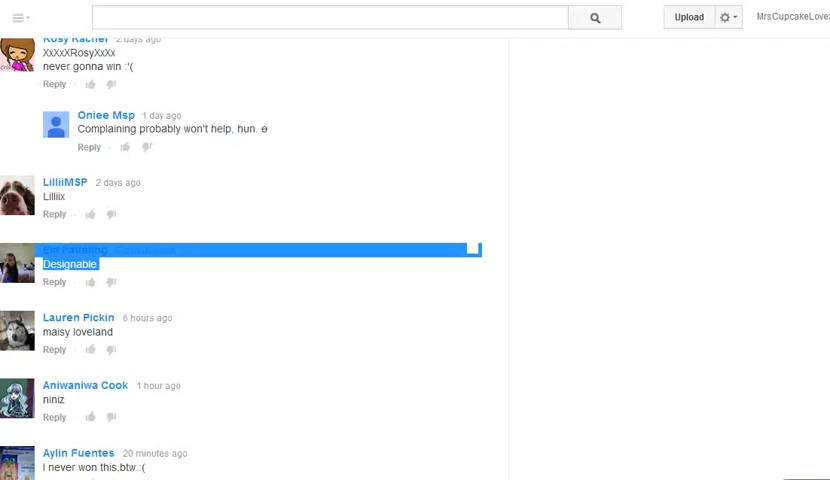 Upload
MrsCupcakeLove
Rosy Rachel 2 days ago
XxXxXRosyXxXx
never gonna win :'(
Reply
Oniee Msp 1 day ago
Complaining probably won't help, hun. ө
Reply
LilliiMSP 2 days ago
Lilliix
Reply
Designable
Reply
Lauren Pickin 6 hours ago
maisy loveland
Reply
Aniwaniwa Cook 1 hour ago
niniz
Reply
Aylin Fuentes 20 minutes ago
I never won this,btw.:(